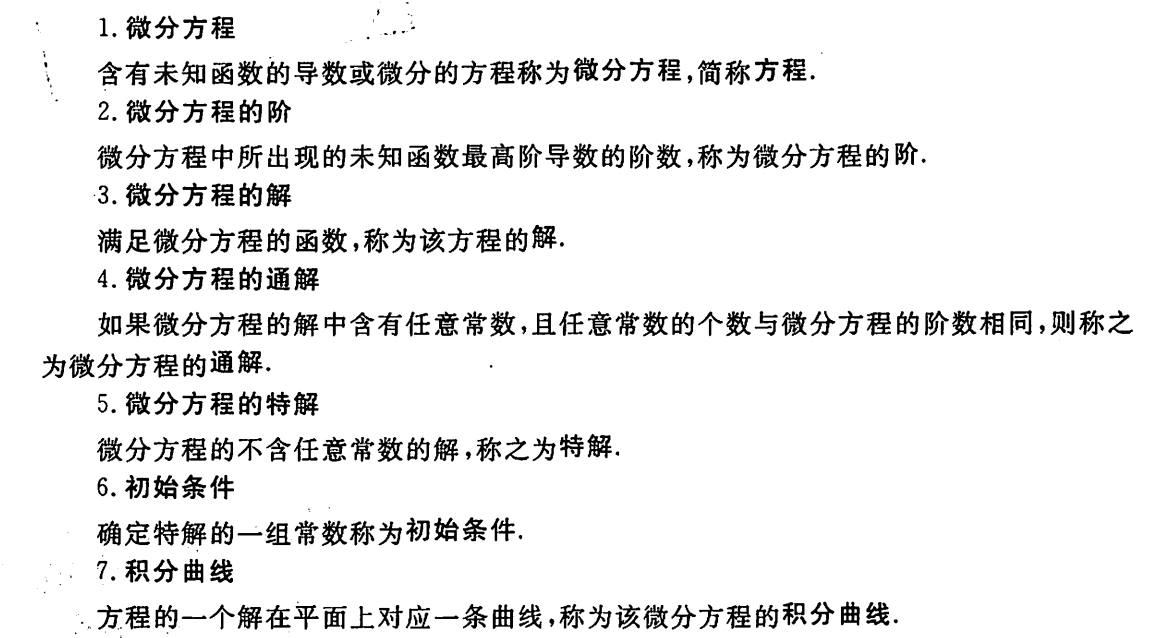 1. 微分方程
含有未知函数的导数或微分的方程称为微分方程,简称方程.
2. 微分方程的阶
微分方程中所出现的未知函数最高阶导数的阶数,称为微分方程的阶.
3. 微分方程的解
满足微分方程的函数,称为该方程的解.
4. 微分方程的通解
如果微分方程的解中含有任意常数,且任意常数的个数与微分方程的阶数相同,则称之
为微分方程的通解.
5. 微分方程的特解
微分方程的不含任意常数的解,称之为特解.
6. 初始条件
确定特解的一组常数称为初始条件.
7. 积分曲线
方程的一个解在平面上对应一条曲线,称为该微分方程的积分曲线.